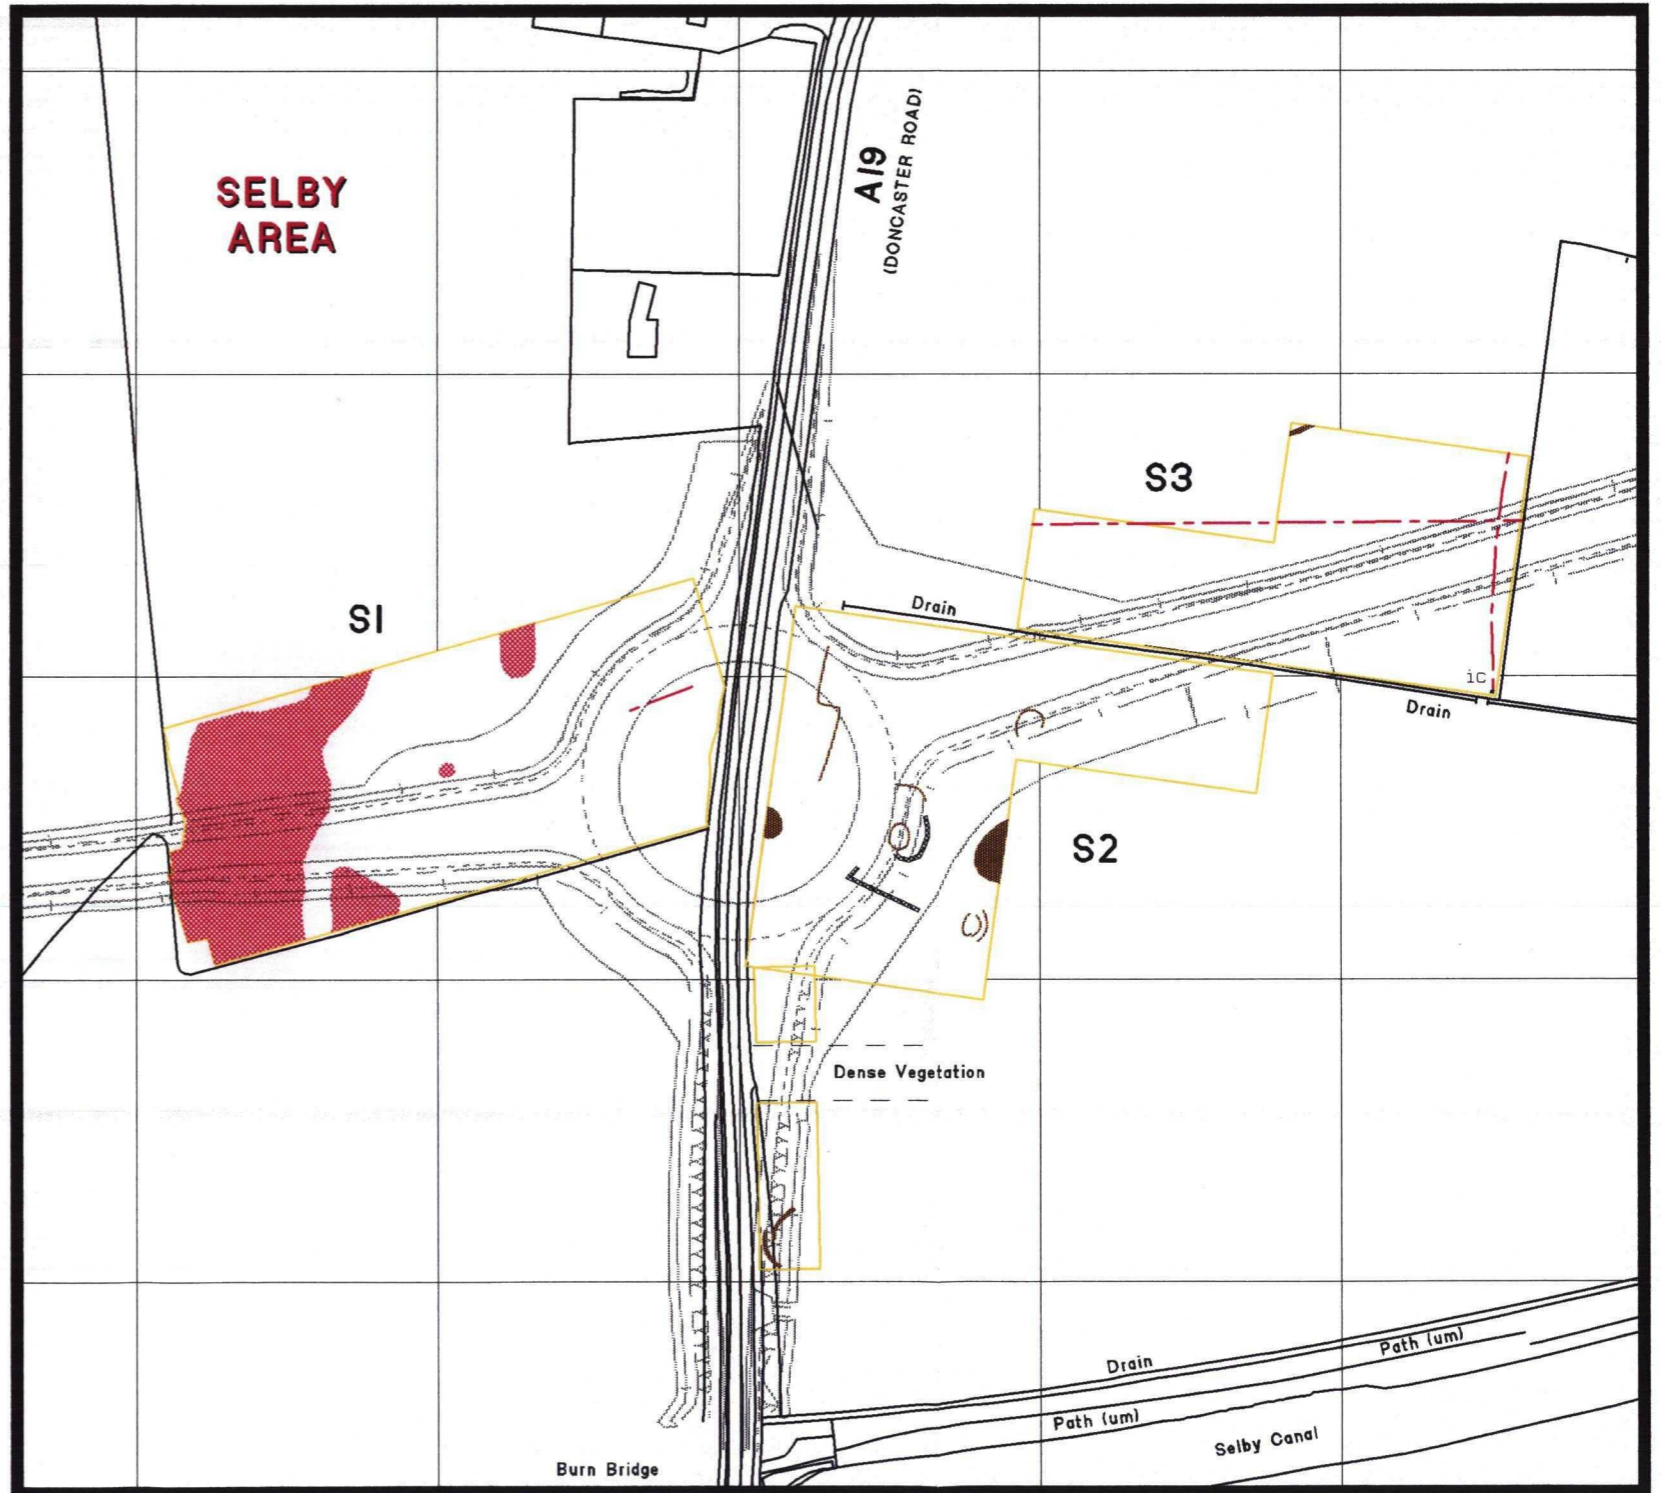 SELBY
AREA
A19
(DONCASTER ROAD)
S3
S1
Drain
iC
Drain
S2
Dense Vegetation
Drain
Path (um)
Path (um)
Selby Canal
Burn Bridge